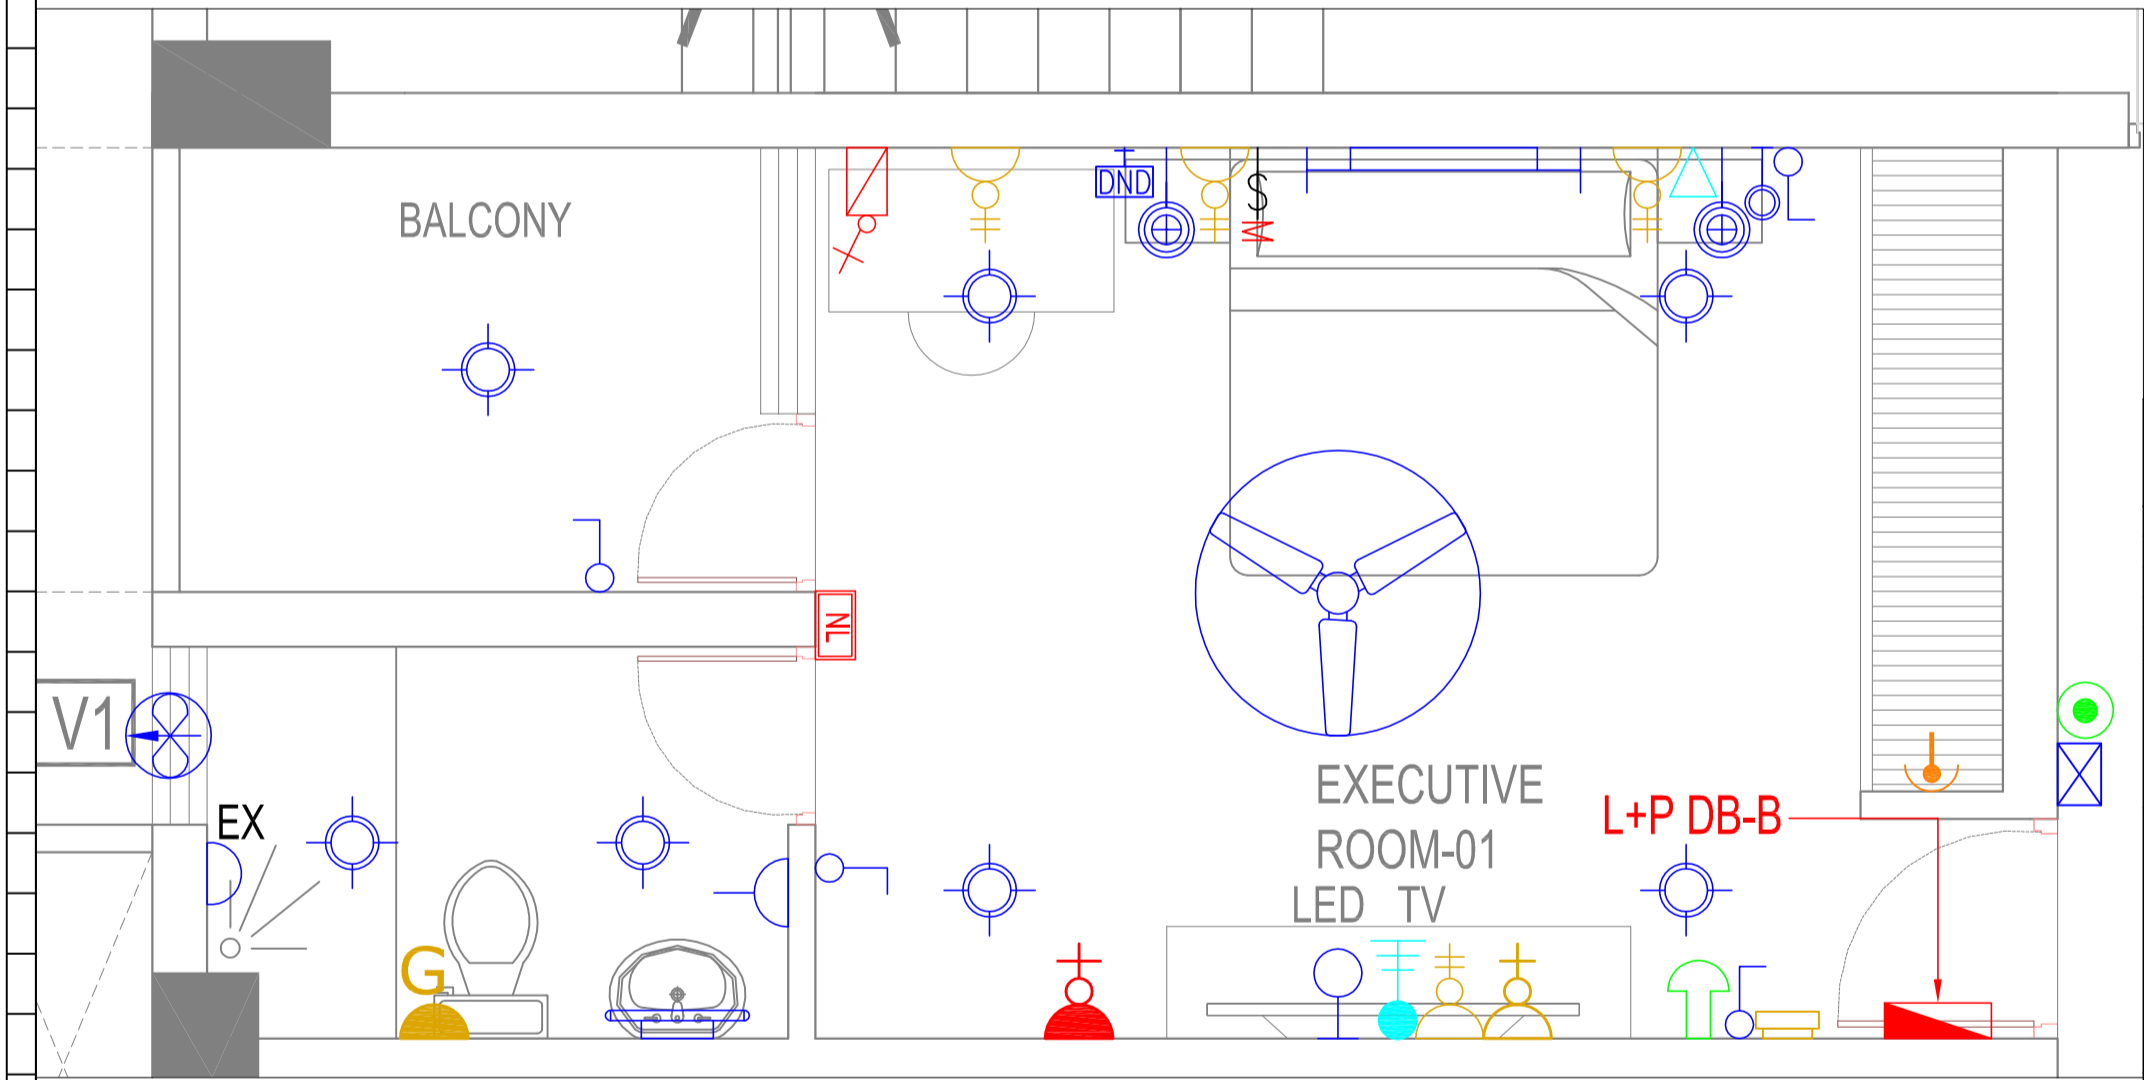 BALCONY
DND
$
NL
V1
EX
EXECUTIVE
ROOM-01
L+P DB-B
LED TV
G